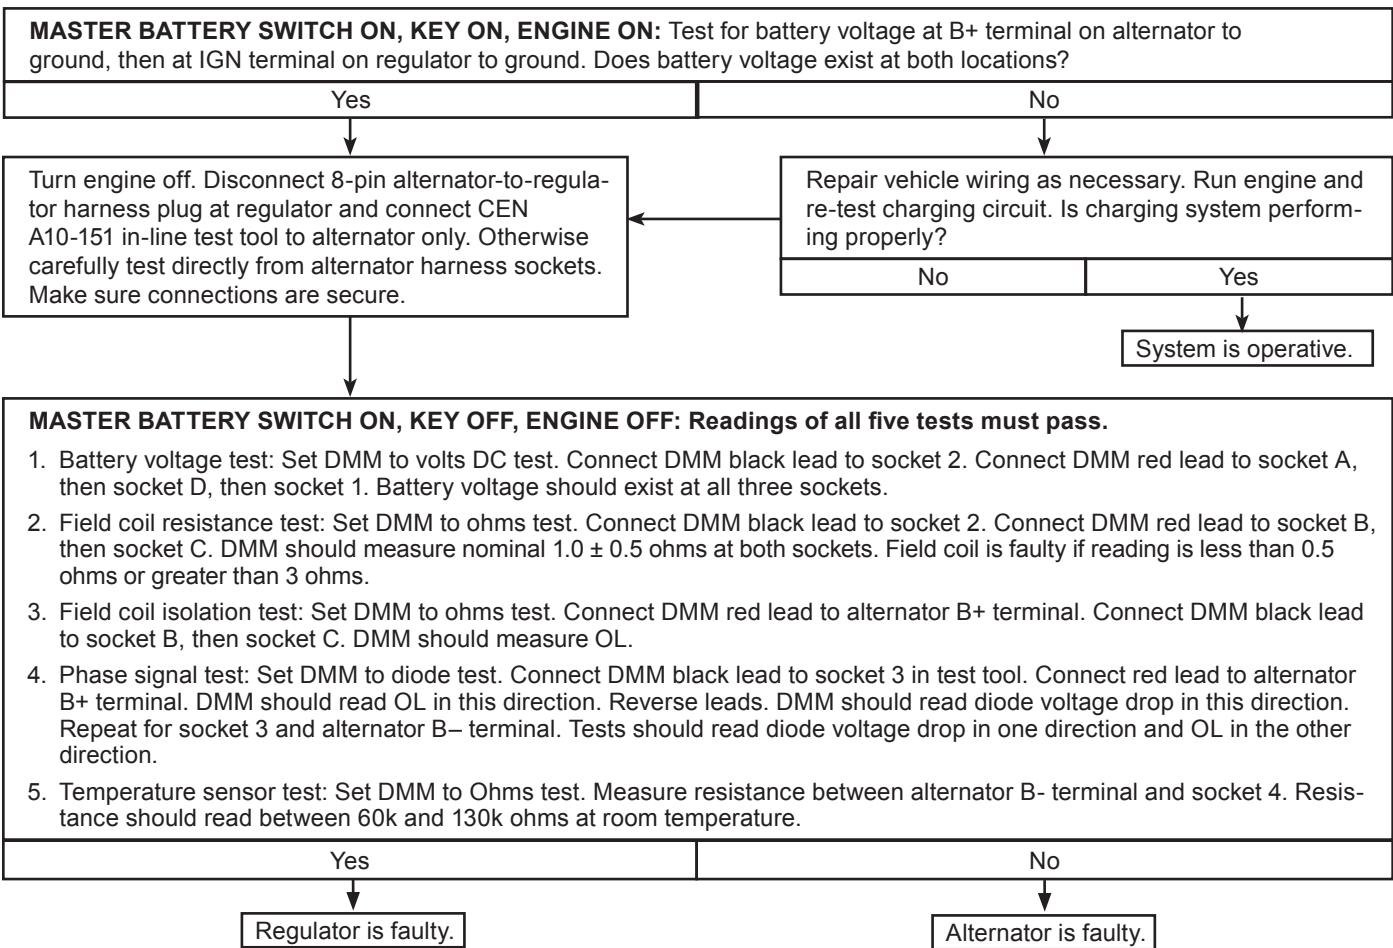 MASTER BATTERY SWITCH ON, KEY ON, ENGINE ON: Test for battery voltage at B+ terminal on alternator to
ground, then at IGN terminal on regulator to ground. Does battery voltage exist at both locations?
Yes
No
Turn engine off. Disconnect 8-pin alternator-to-regula-
tor harness plug at regulator and connect CEN
A10-151 in-line test tool to alternator only. Otherwise
carefully test directly from alternator harness sockets.
Make sure connections are secure.
Repair vehicle wiring as necessary. Run engine and
re-test charging circuit. Is charging system perform-
ing properly?
No
Yes
System is operative.
MASTER BATTERY SWITCH ON, KEY OFF, ENGINE OFF: Readings of all five tests must pass.
1. Battery voltage test: Set DMM to volts DC test. Connect DMM black lead to socket 2. Connect DMM red lead to socket A,
then socket D, then socket 1. Battery voltage should exist at all three sockets.
2. Field coil resistance test: Set DMM to ohms test. Connect DMM black lead to socket 2. Connect DMM red lead to socket B,
then socket C. DMM should measure nominal 1.0 ± 0.5 ohms at both sockets. Field coil is faulty if reading is less than 0.5
ohms or greater than 3 ohms.
3. Field coil isolation test: Set DMM to ohms test. Connect DMM red lead to alternator B+ terminal. Connect DMM black lead
to socket B, then socket C. DMM should measure OL.
4. Phase signal test: Set DMM to diode test. Connect DMM black lead to socket 3 in test tool. Connect red lead to alternator
B+ terminal. DMM should read OL in this direction. Reverse leads. DMM should read diode voltage drop in this direction.
Repeat for socket 3 and alternator B– terminal. Tests should read diode voltage drop in one direction and OL in the other
direction.
5. Temperature sensor test: Set DMM to Ohms test. Measure resistance between alternator B- terminal and socket 4. Resis-
tance should read between 60k and 130k ohms at room temperature.
Yes
No
Regulator is faulty.
Alternator is faulty.